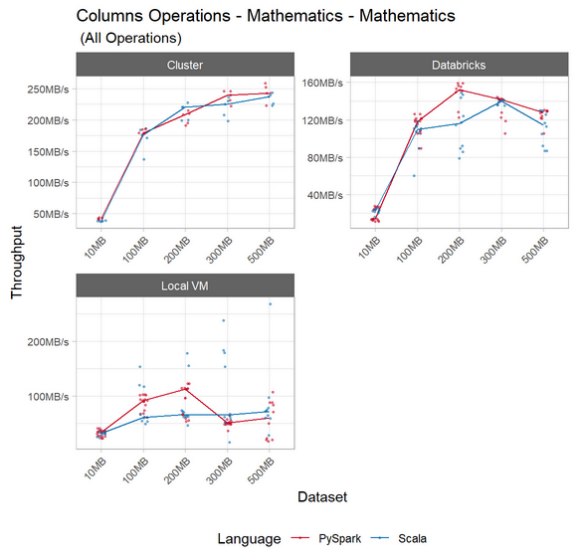 Columns Operations - Mathematics - Mathematics
(All Operations)
Cluster
250MB/s
200MB/s
150MB/s
100MB/s
50MB/s
10MB
100MB
200MB
300MB
500MB
Databricks
160MB/s
120MB/s
80MB/s
40MB/s
10MB
100MB
200MB
300MB
500MB
Throughput
Local VM
200MB/s
100MB/s
10MB
100MB
200MB
300MB
500MB
Dataset
Language PySpark Scala